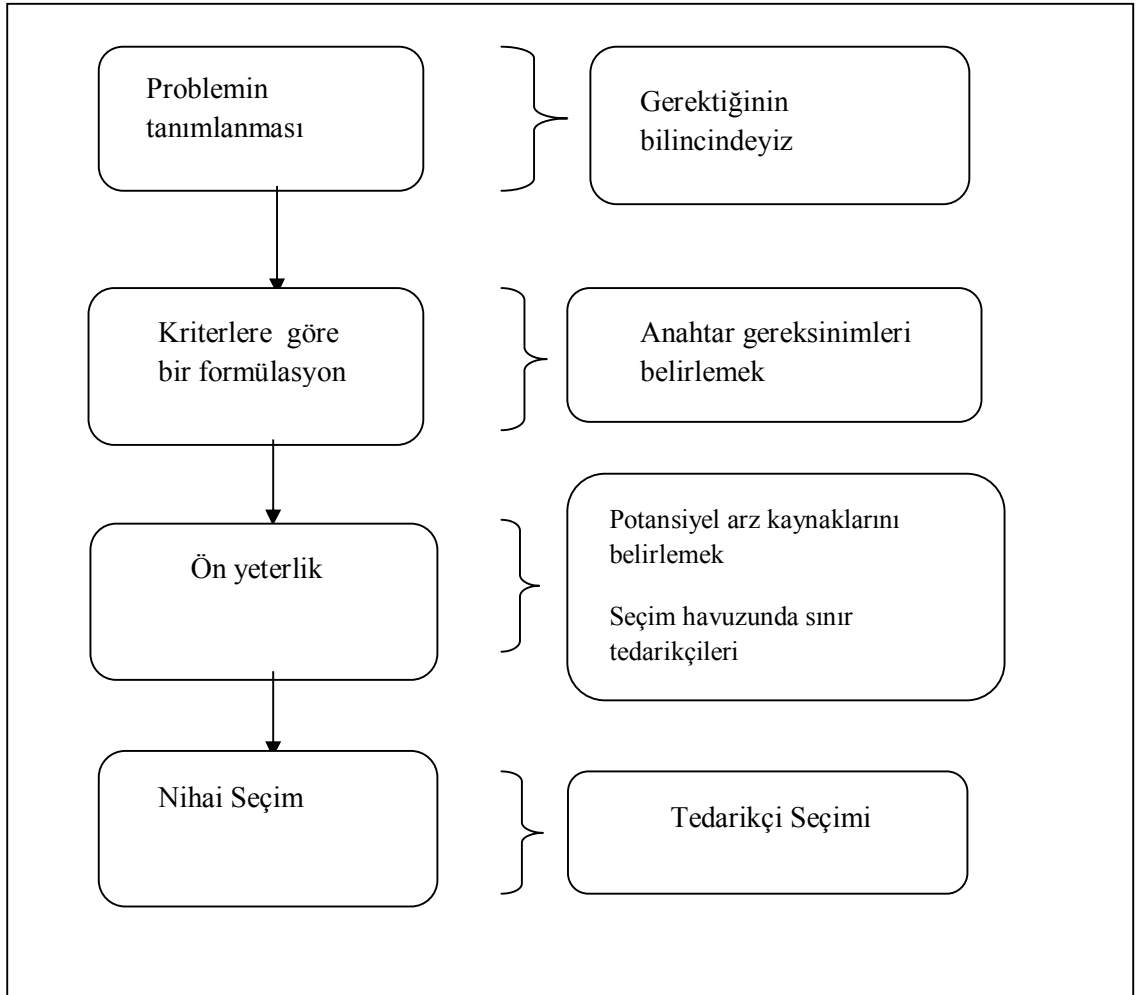 Problemin
tanımlanması
Gerektiğinin
bilincindeyiz
Kriterlere göre
bir formülasyon
Anahtar gereksinimleri
belirlemek
Ön yeterlik
Potansiyel arz kaynaklarını
belirlemek
Seçim havuzunda sınır
tedarikçileri
Nihai Seçim
Tedarikçi Seçimi